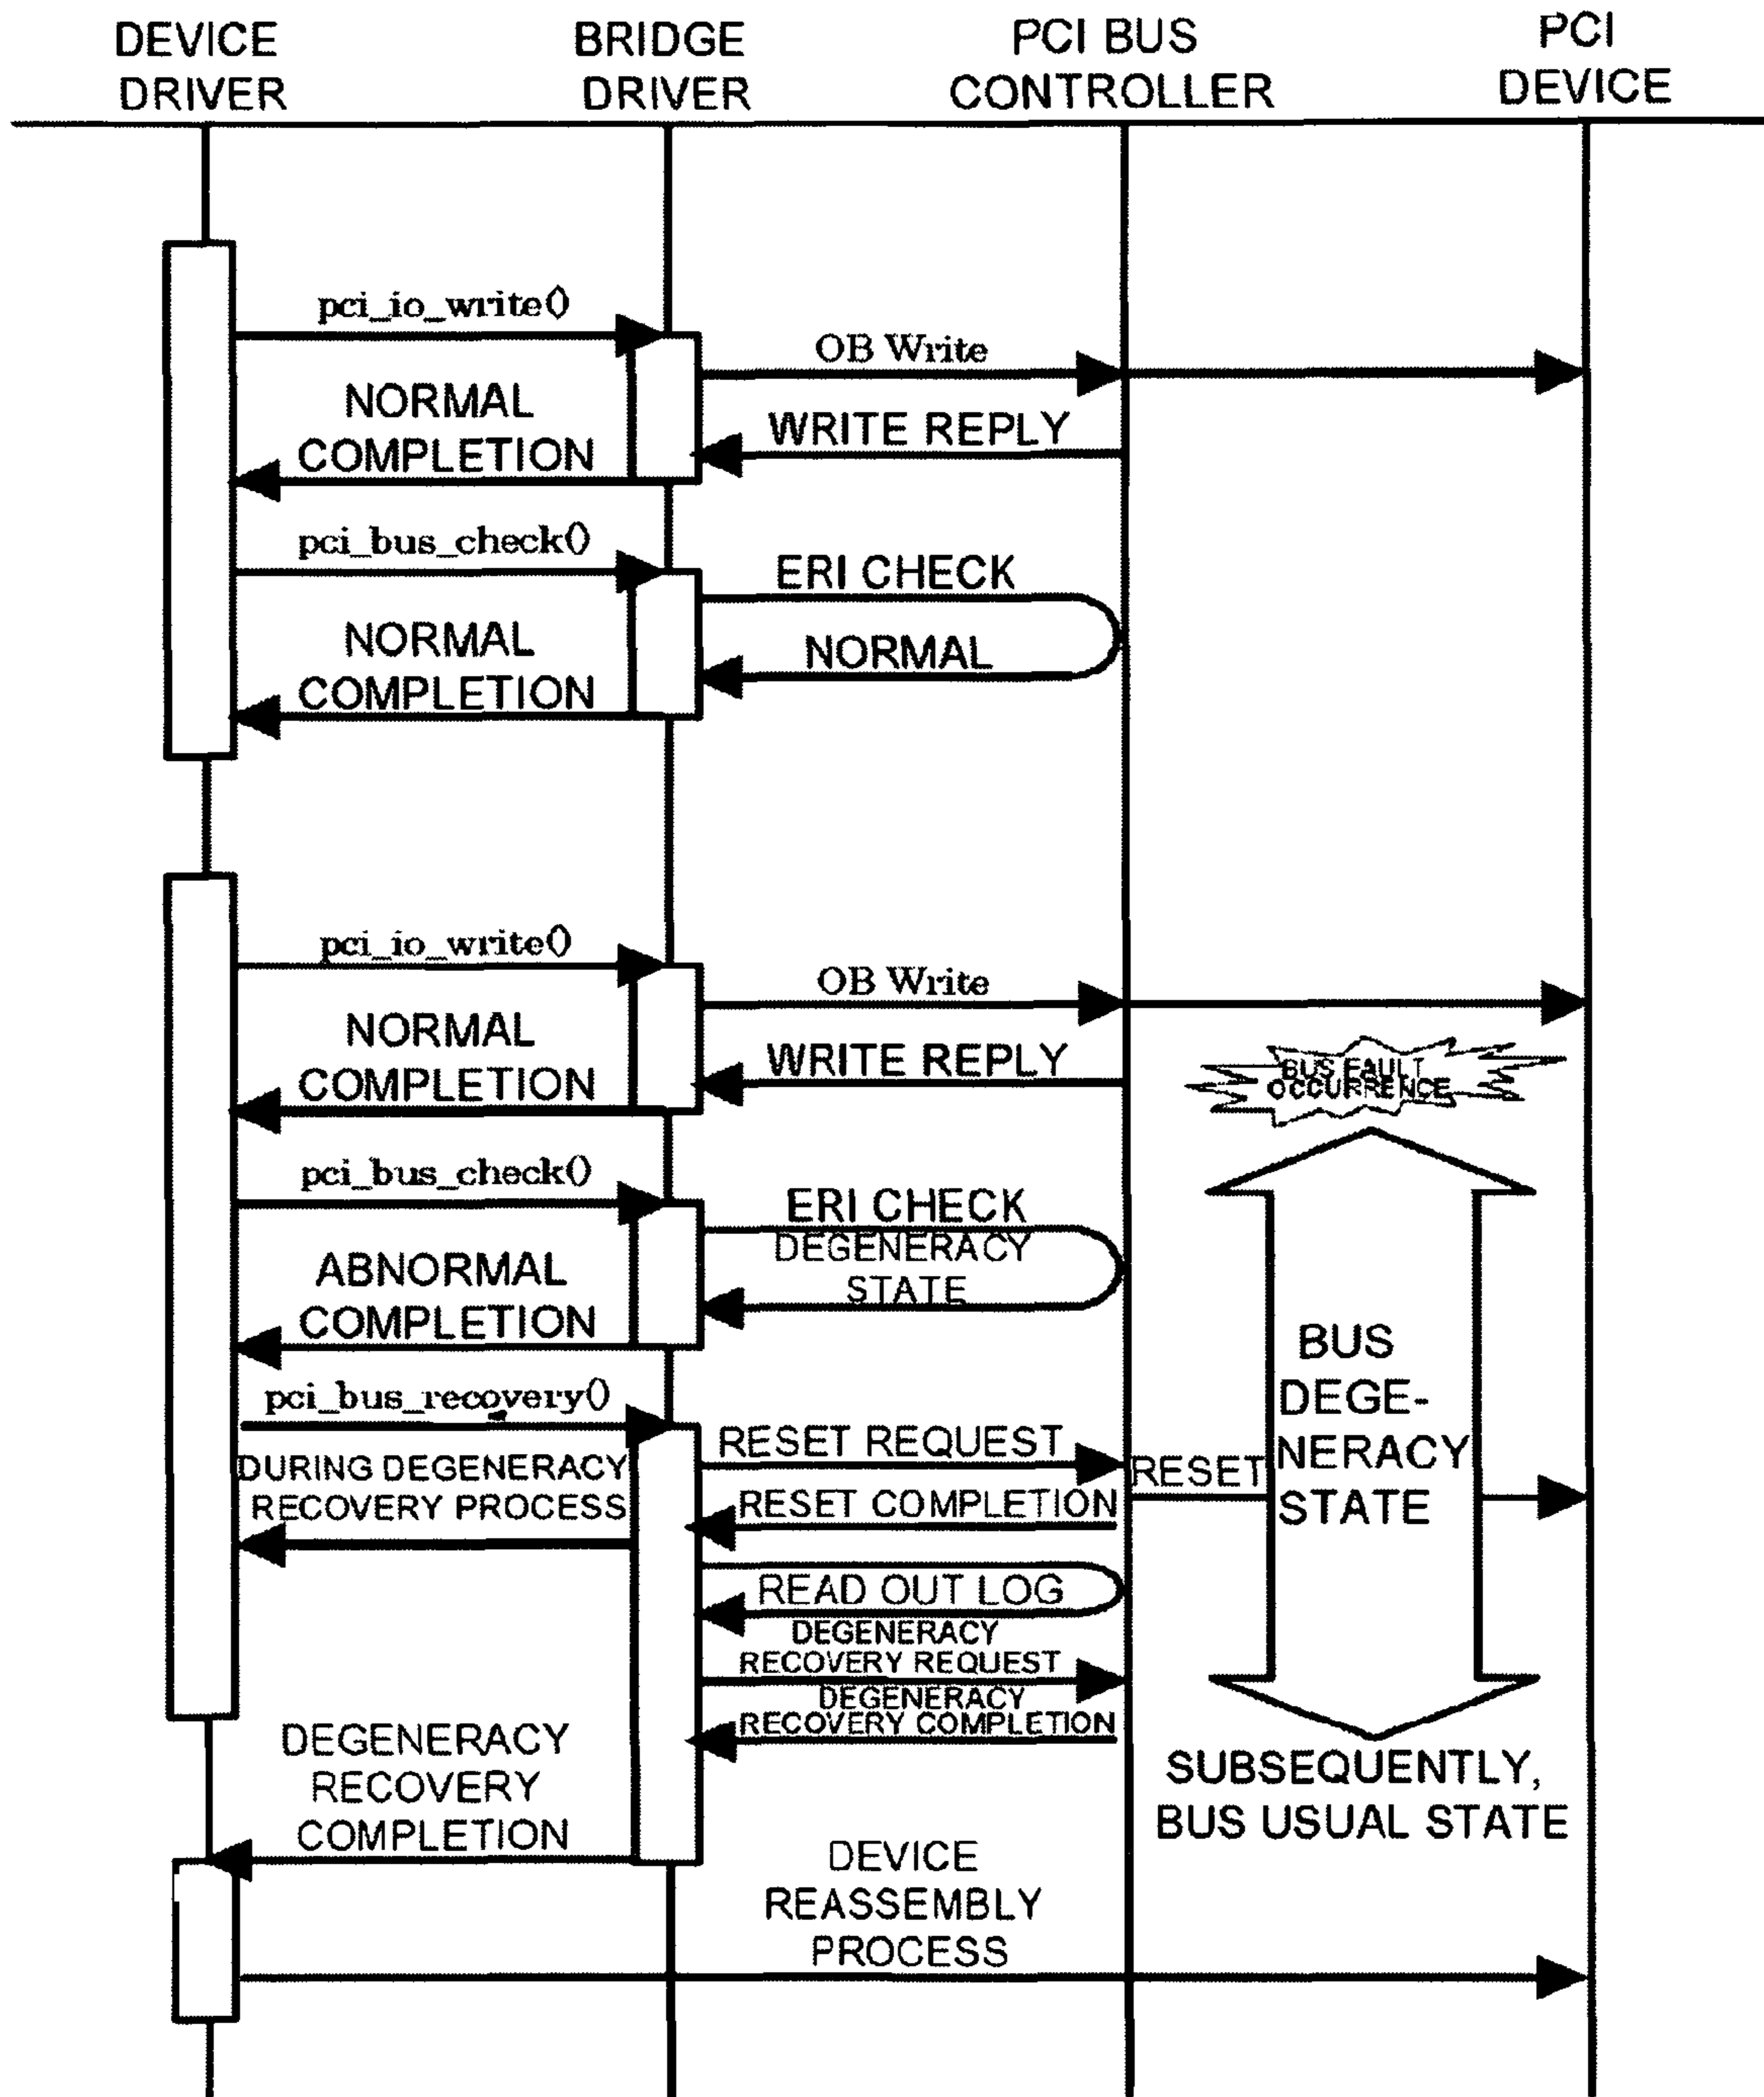 DEVICE
DRIVER
BRIDGE
DRIVER
PCI BUS
CONTROLLER
PCI
DEVICE
pci_io_write()
OB Write
NORMAL
COMPLETION
WRITE REPLY
pci_bus_check()
ERI CHECK
NORMAL
COMPLETION
NORMAL
pci_io_write()
OB Write
NORMAL
COMPLETION
WRITE REPLY
BUS FAULT
OCCURRENCE
pci_bus_check()
ERI CHECK
DEGENERACY
STATE
ABNORMAL
COMPLETION
BUS
DEGE-
NERACY
STATE
pci_bus_recovery()
RESET REQUEST
DURING DEGENERACY
RECOVERY PROCESS
RESET
RESET COMPLETION
READ OUT LOG
DEGENERACY
RECOVERY REQUEST
DEGENERACY
RECOVERY COMPLETION
DEGENERACY
RECOVERY
COMPLETION
SUBSEQUENTLY,
BUS USUAL STATE
DEVICE
REASSEMBLY
PROCESS